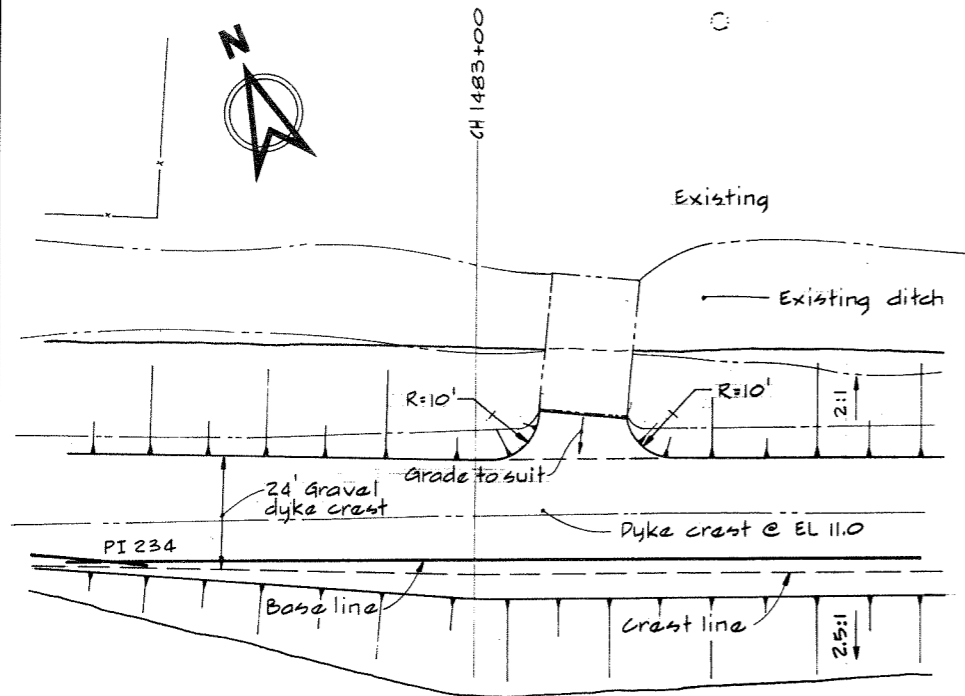 N
CH 1483+00
Existing
Existing ditch
R=10'
R=10'
2:1
Grade to suit
24' Gravel
dyke crest
Dyke crest @ EL 11.0
PI 234
Base line
Crest line
2.5:1